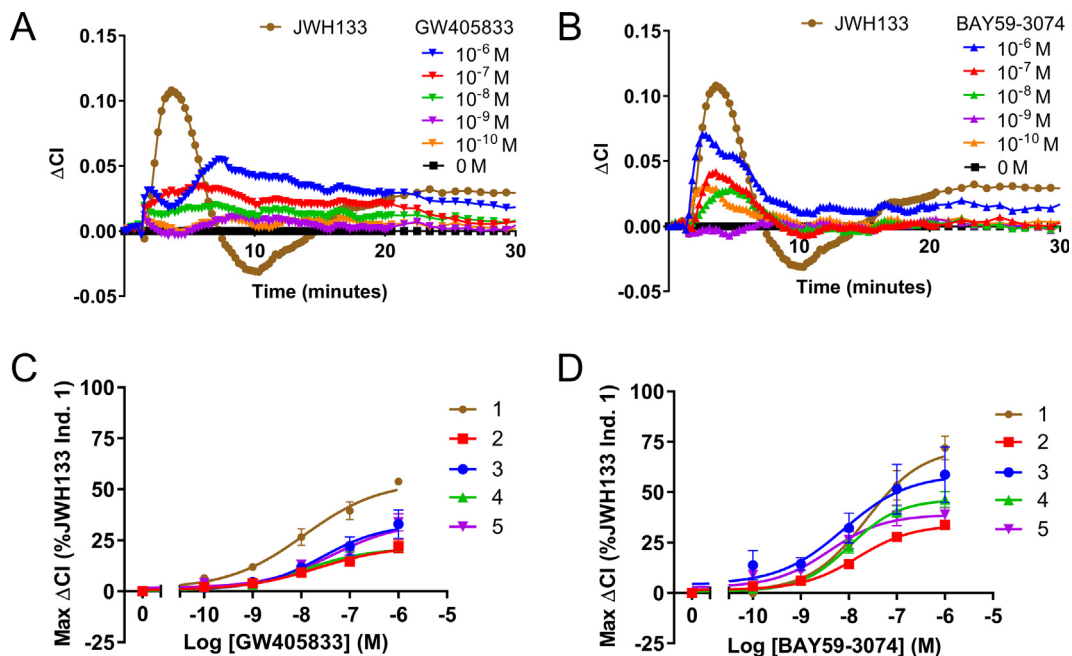 A
JWH133
GW405833
10-6 M
10-7 M
10-8 M
10-9 M
10-10 M
0 M
0.15
0.10
0.05
0.00
-0.05
ΔCI
10
20
30
Time (minutes)
B
JWH133
BAY59-3074
10-6 M
10-7 M
10-8 M
10-9 M
10-10 M
0 M
0.15
0.10
0.05
0.00
-0.05
ΔCI
10
20
30
Time (minutes)
C
Max ΔCI (%JWH133 Ind. 1)
100
75
50
25
0
-25
1
2
3
4
5
0
-10
-9
-8
-7
-6
-5
Log [GW405833] (M)
D
Max ΔCI (%JWH133 Ind. 1)
100
75
50
25
0
-25
1
2
3
4
5
0
-10
-9
-8
-7
-6
-5
Log [BAY59-3074] (M)